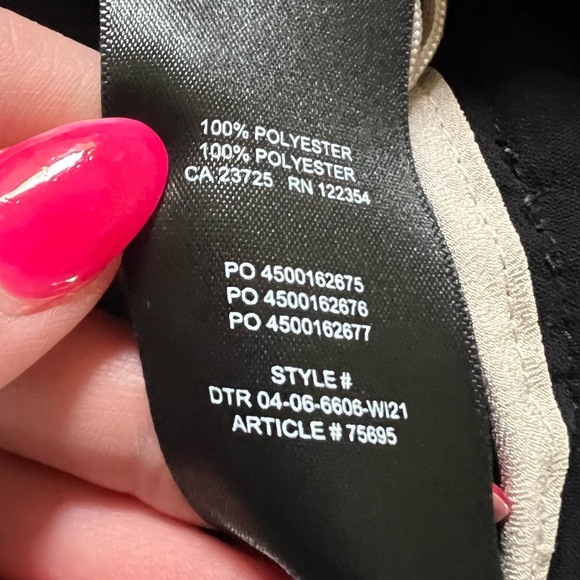 100% POLYESTER
100% POLYESTER
CA 23725 RN 122354
PO 4500162675
PO 4500162676
PO 4500162677
STYLE #
DTR 04-06-6606-WI21
ARTICLE # 75695